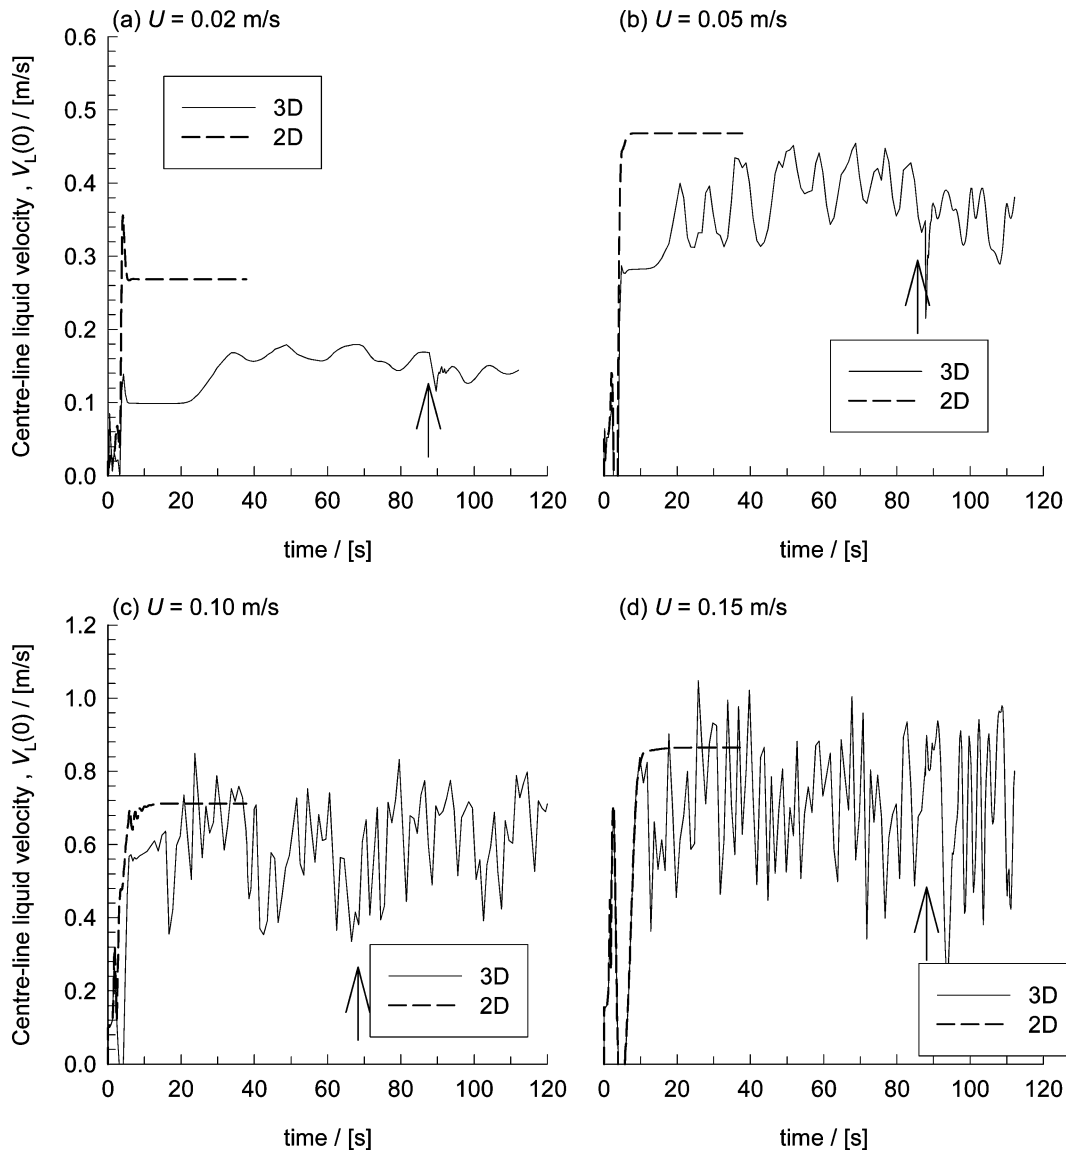 (a) U = 0.02 m/s
(b) U = 0.05 m/s
Centre-line liquid velocity , VL(0) / [m/s]
0.6
0.5
0.4
0.3
0.2
0.1
0.0
3D
2D
3D
2D
0 20 40 60 80 100 120
0 20 40 60 80 100 120
time / [s]
time / [s]
(c) U = 0.10 m/s
(d) U = 0.15 m/s
Centre-line liquid velocity , VL(0) / [m/s]
1.2
1.0
0.8
0.6
0.4
0.2
0.0
3D
2D
3D
2D
0 20 40 60 80 100 120
0 20 40 60 80 100 120
time / [s]
time / [s]